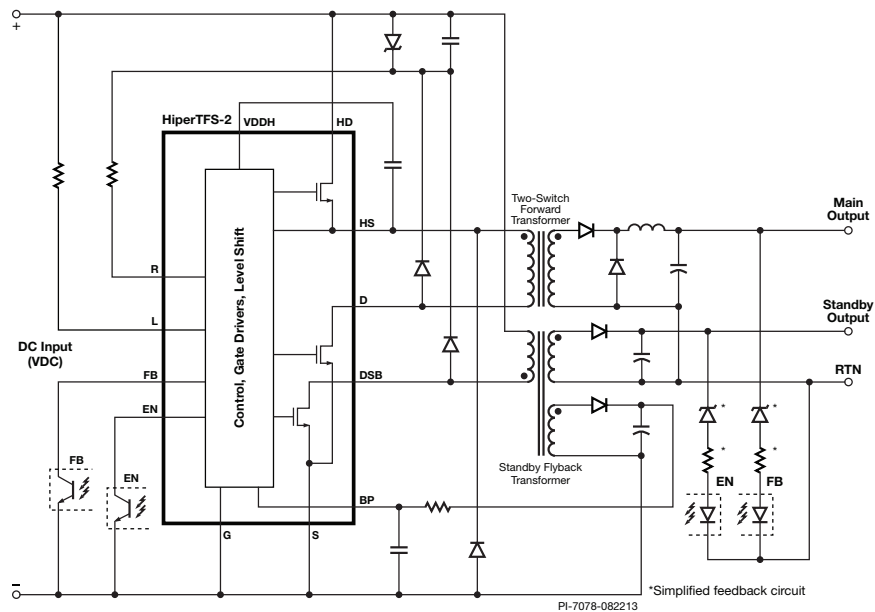 +
HiperTFS-2
VDDH
HD
Control, Gate Drivers, Level Shift
HS
Two-Switch
Forward
Transformer
Main
Output
R
D
L
Standby
Output
DC Input
(VDC)
FB
DSB
RTN
EN
*
*
*
*
FB
EN
Standby Flyback
Transformer
EN
FB
BP
G
S
–
*Simplified feedback circuit
PI-7078-082213